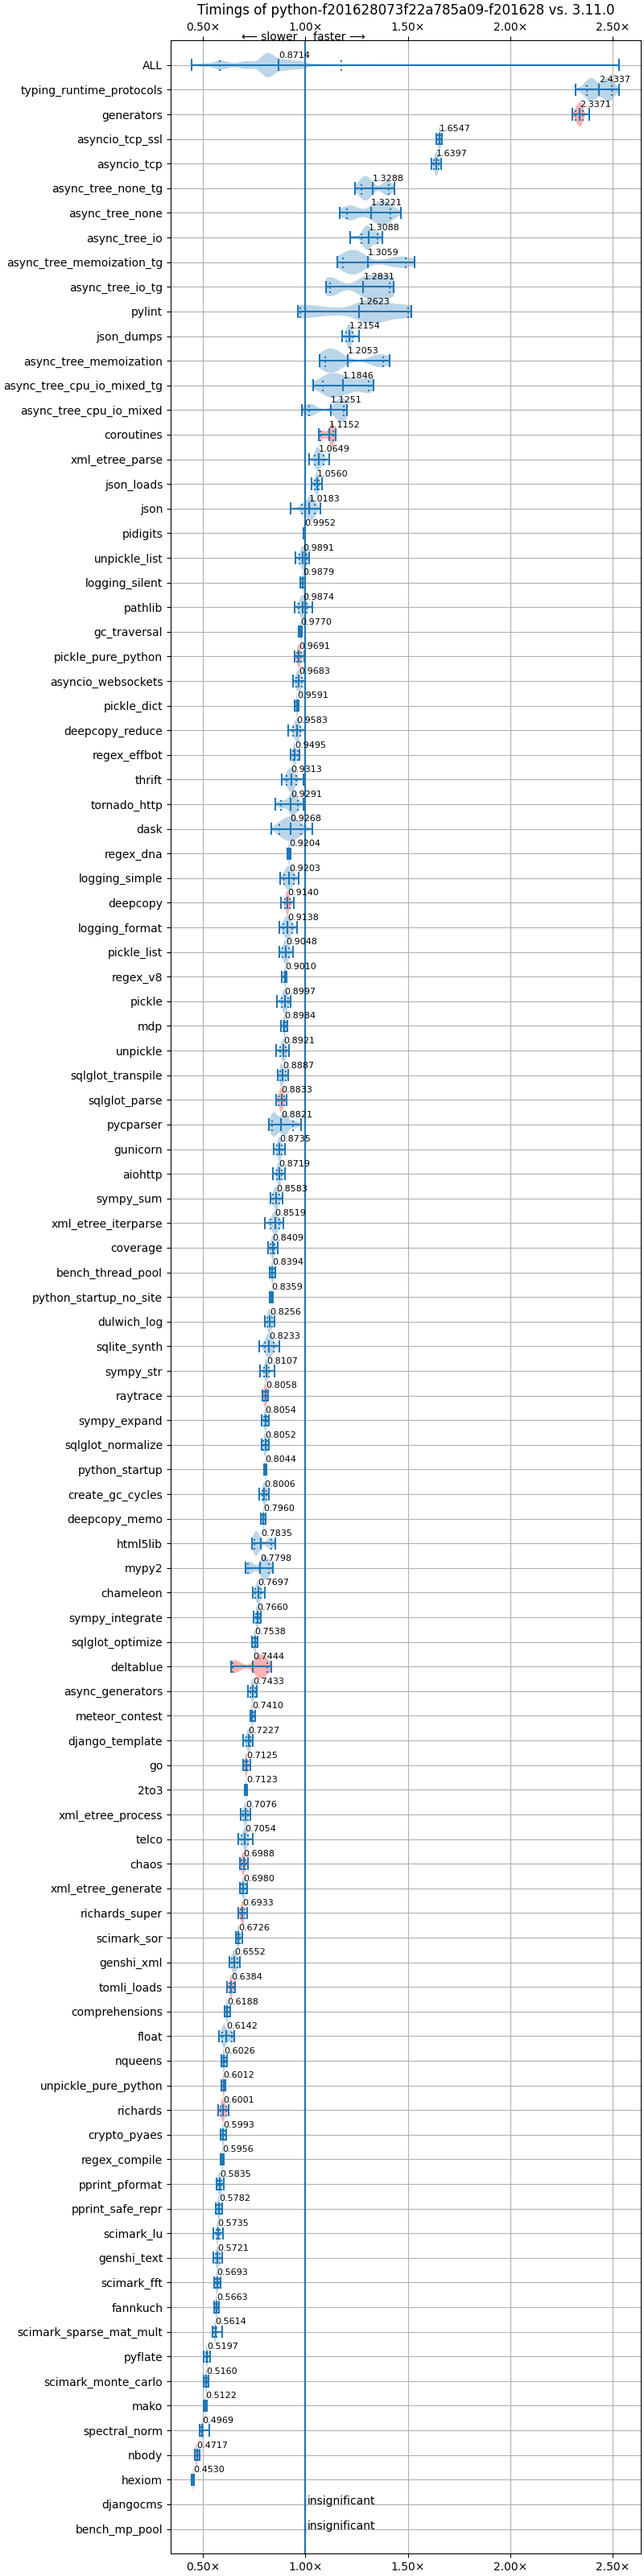 Timings of python-f201628073f22a785a09-f201628 vs. 3.11.0
0.50× 1.00× 1.50× 2.00× 2.50×
⟵ slower faster ⟶
ALL 0.8714
typing_runtime_protocols 2.4337
generators 2.3371
asyncio_tcp_ssl 1.6547
asyncio_tcp 1.6397
async_tree_none_tg 1.3288
async_tree_none 1.3221
async_tree_io 1.3088
async_tree_memoization_tg 1.3059
async_tree_io_tg 1.2831
pylint 1.2623
json_dumps 1.2154
async_tree_memoization 1.2053
async_tree_cpu_io_mixed_tg 1.1846
async_tree_cpu_io_mixed 1.1251
coroutines 1.1152
xml_etree_parse 1.0649
json_loads 1.0560
json 1.0183
pidigits 0.9952
unpickle_list 0.9891
logging_silent 0.9879
pathlib 0.9874
gc_traversal 0.9770
pickle_pure_python 0.9691
asyncio_websockets 0.9683
pickle_dict 0.9591
deepcopy_reduce 0.9583
regex_effbot 0.9495
thrift 0.9313
tornado_http 0.9291
dask 0.9268
regex_dna 0.9204
logging_simple 0.9203
deepcopy 0.9140
logging_format 0.9138
pickle_list 0.9048
regex_v8 0.9010
pickle 0.8997
mdp 0.8984
unpickle 0.8921
sqlglot_transpile 0.8887
sqlglot_parse 0.8833
pycparser 0.8821
gunicorn 0.8735
aiohttp 0.8719
sympy_sum 0.8583
xml_etree_iterparse 0.8519
coverage 0.8409
bench_thread_pool 0.8394
python_startup_no_site 0.8359
dulwich_log 0.8256
sqlite_synth 0.8233
sympy_str 0.8107
raytrace 0.8058
sympy_expand 0.8054
sqlglot_normalize 0.8052
python_startup 0.8044
create_gc_cycles 0.8006
deepcopy_memo 0.7960
html5lib 0.7835
mypy2 0.7798
chameleon 0.7697
sympy_integrate 0.7660
sqlglot_optimize 0.7538
deltablue 0.7444
async_generators 0.7433
meteor_contest 0.7410
django_template 0.7227
go 0.7125
2to3 0.7123
xml_etree_process 0.7076
telco 0.7054
chaos 0.6988
xml_etree_generate 0.6980
richards_super 0.6933
scimark_sor 0.6726
genshi_xml 0.6552
tomli_loads 0.6384
comprehensions 0.6188
float 0.6142
nqueens 0.6026
unpickle_pure_python 0.6012
richards 0.6001
crypto_pyaes 0.5993
regex_compile 0.5956
pprint_pformat 0.5835
pprint_safe_repr 0.5782
scimark_lu 0.5735
genshi_text 0.5721
scimark_fft 0.5693
fannkuch 0.5663
scimark_sparse_mat_mult 0.5614
pyflate 0.5197
scimark_monte_carlo 0.5160
mako 0.5122
spectral_norm 0.4969
nbody 0.4717
hexiom 0.4530
djangocms insignificant
bench_mp_pool insignificant
0.50× 1.00× 1.50× 2.00× 2.50×